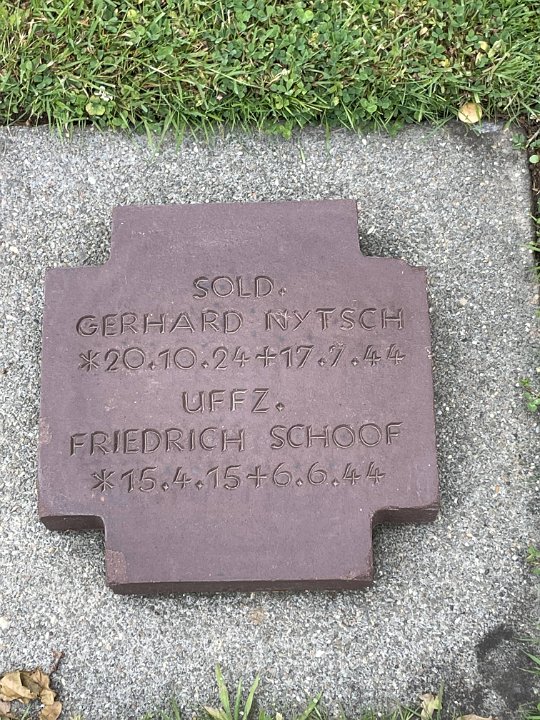 SOLD.
GERHARD NYTSCH
*20.10.24+17.7.44
UFFZ.
FRIEDRICH SCHOOF
*15.4.15+6.6.44